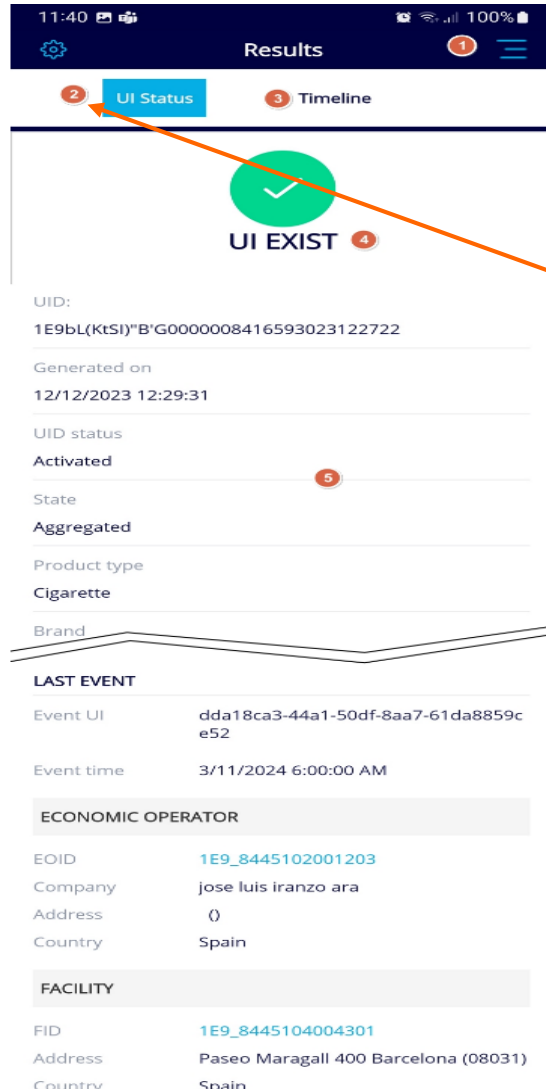 11:40 100%
Results 1
2 UI Status 3 Timeline
UI EXIST 4
UID:
1E9bL(KtSI)"B'G0000008416593023122722
Generated on
12/12/2023 12:29:31
UID status
Activated
5
State
Aggregated
Product type
Cigarette
Brand
LAST EVENT
Event UI dda18ca3-44a1-50df-8aa7-61da8859c
e52
Event time 3/11/2024 6:00:00 AM
ECONOMIC OPERATOR
EOID 1E9_8445102001203
Company jose luis iranzo ara
Address ()
Country Spain
FACILITY
FID 1E9_8445104004301
Address Paseo Maragall 400 Barcelona (08031)
Country Spain